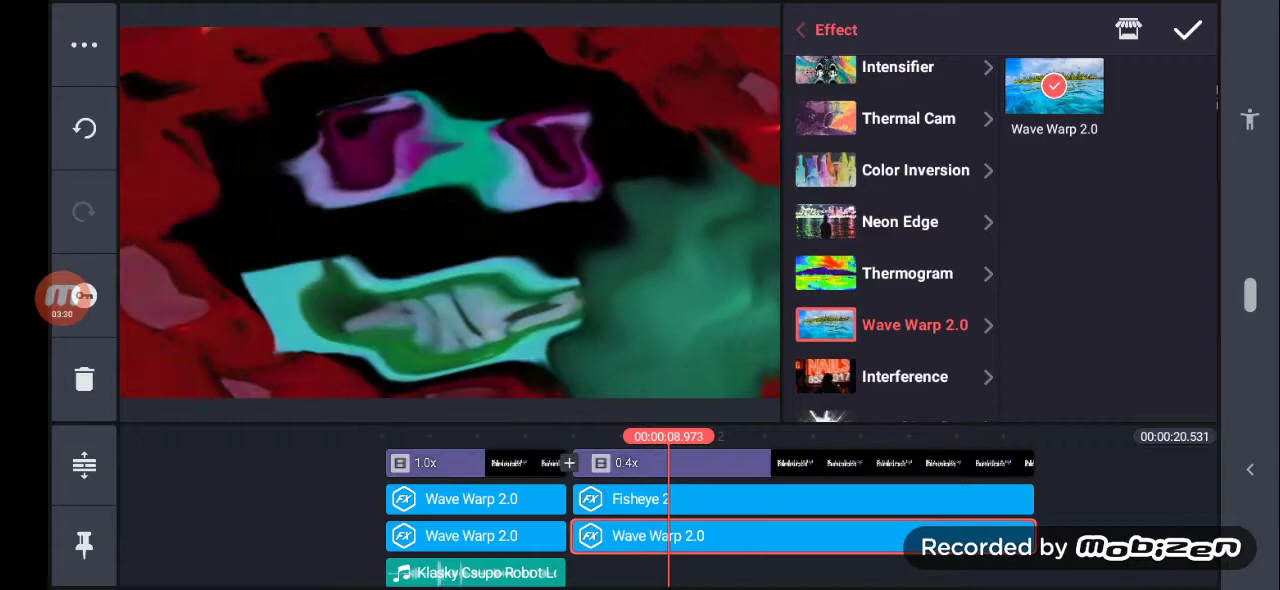 Effect
Intensifier
Thermal Cam
Color Inversion
Neon Edge
Thermogram
Wave Warp 2.0
Interference
Wave Warp 2.0
03:30
00:00:08.973
2
00:00:20.531
1.0x
0.4x
Wave Warp 2.0
Fisheye 2
Wave Warp 2.0
Wave Warp 2.0
Klasky Csupo Robot Lo
Recorded by mobizen